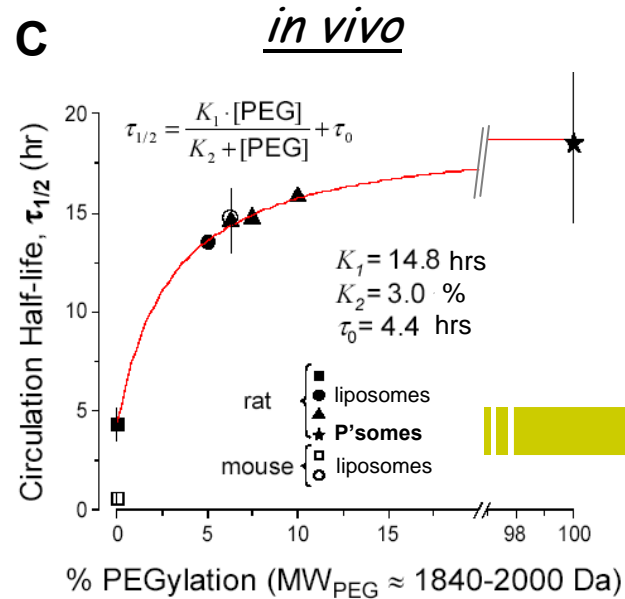 C
in vivo
Circulation Half-life, τ1/2 (hr)
20
15
10
5
0
τ1/2 = K1·[PEG] / K2+[PEG] + τ0
K1 = 14.8 hrs
K2 = 3.0 %
τ0 = 4.4 hrs
rat
liposomes
P'somes
mouse
liposomes
0 5 10 15 98 100
% PEGylation (MWPEG ≈ 1840-2000 Da)